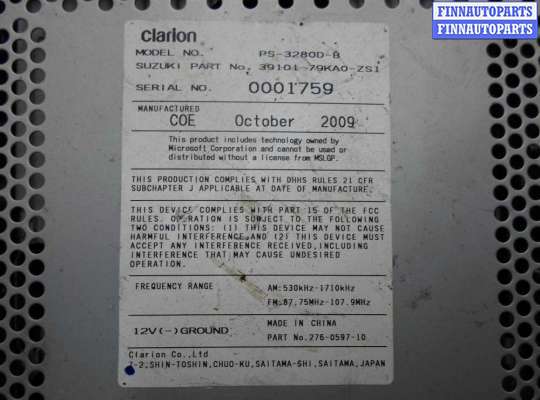 FINNAUTOPARTS
FINNAUTOPARTS
clarion
MODEL NO. PS-3280D-B
SUZUKI PART No. 39101-79KA0-ZS1
SERIAL NO. 0001759
MANUFACTURED
COE October 2009
This product includes technology owned by
Microsoft Corporation and cannot be used or
distributed without a license from MSLGP.
THIS PRODUCTION COMPLIES WITH DHHS RULES 21 CFR
SUBCHAPTER J APPLICABLE AT DATE OF MANUFACTURE.
THIS DEVICE COMPLIES WITH PART 15 OF THE FCC
RULES. OPERATION IS SUBJECT TO THE FOLLOWING
TWO CONDITIONS: (1) THIS DEVICE MAY NOT CAUSE
HARMFUL INTERFERENCE, AND (2) THIS DEVICE MUST
ACCEPT ANY INTERFERENCE RECEIVED, INCLUDING
INTERFERENCE THAT MAY CAUSE UNDESIRED
OPERATION.
FREQUENCY RANGE AM:530kHz-1710kHz
FM:87.75MHz-107.9MHz
12V(-)GROUND MADE IN CHINA
PART No. 276-0597-10
Clarion Co.,Ltd
7-2,SHIN-TOSHIN,CHUO-KU,SAITAMA-SHI,SAITAMA,JAPAN